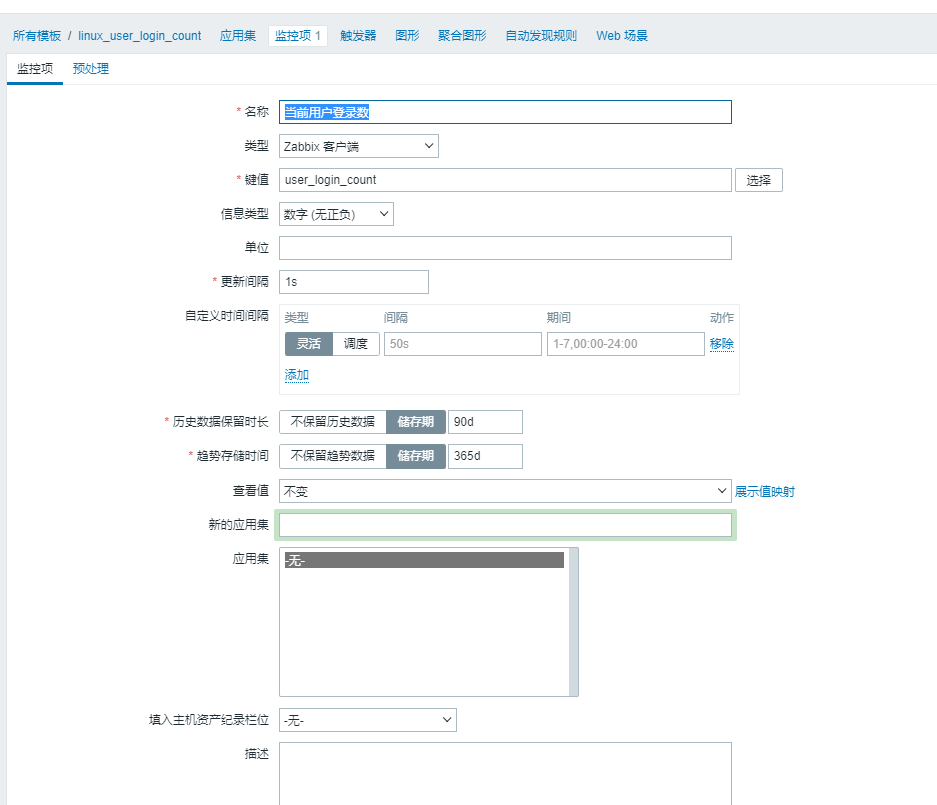 所有模板 / linux_user_login_count 应用集 监控项 1 触发器 图形 聚合图形 自动发现规则 Web 场景
监控项 预处理
* 名称 当前用户登录数
类型 Zabbix 客户端
* 键值 user_login_count 选择
信息类型 数字 (无正负)
单位
* 更新间隔 1s
自定义时间间隔 类型 间隔 期间 动作
灵活 调度 50s 1-7,00:00-24:00 移除
添加
* 历史数据保留时长 不保留历史数据 储存期 90d
* 趋势存储时间 不保留趋势数据 储存期 365d
查看值 不变 展示值映射
新的应用集
应用集 -无-
填入主机资产纪录栏位 -无-
描述